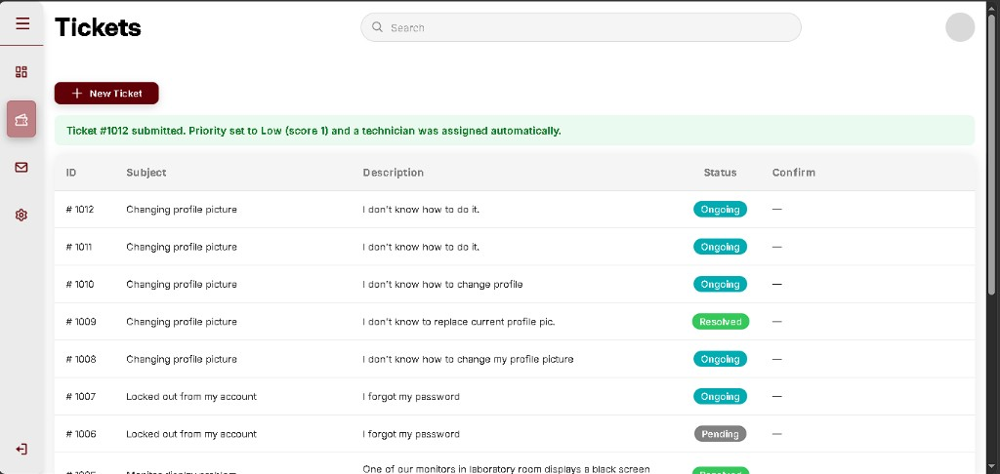 Tickets
Search
New Ticket
Ticket #1012 submitted. Priority set to Low (score 1) and a technician was assigned automatically.
ID Subject Description Status Confirm
# 1012 Changing profile picture I don't know how to do it. Ongoing —
# 1011 Changing profile picture I don't know how to do it. Ongoing —
# 1010 Changing profile picture I don't know how to change profile Ongoing —
# 1009 Changing profile picture I don't know to replace current profile pic. Resolved —
# 1008 Changing profile picture I don't know how to change my profile picture Ongoing —
# 1007 Locked out from my account I forgot my password Ongoing —
# 1006 Locked out from my account I forgot my password Pending —
One of our monitors in laboratory room displays a black screen